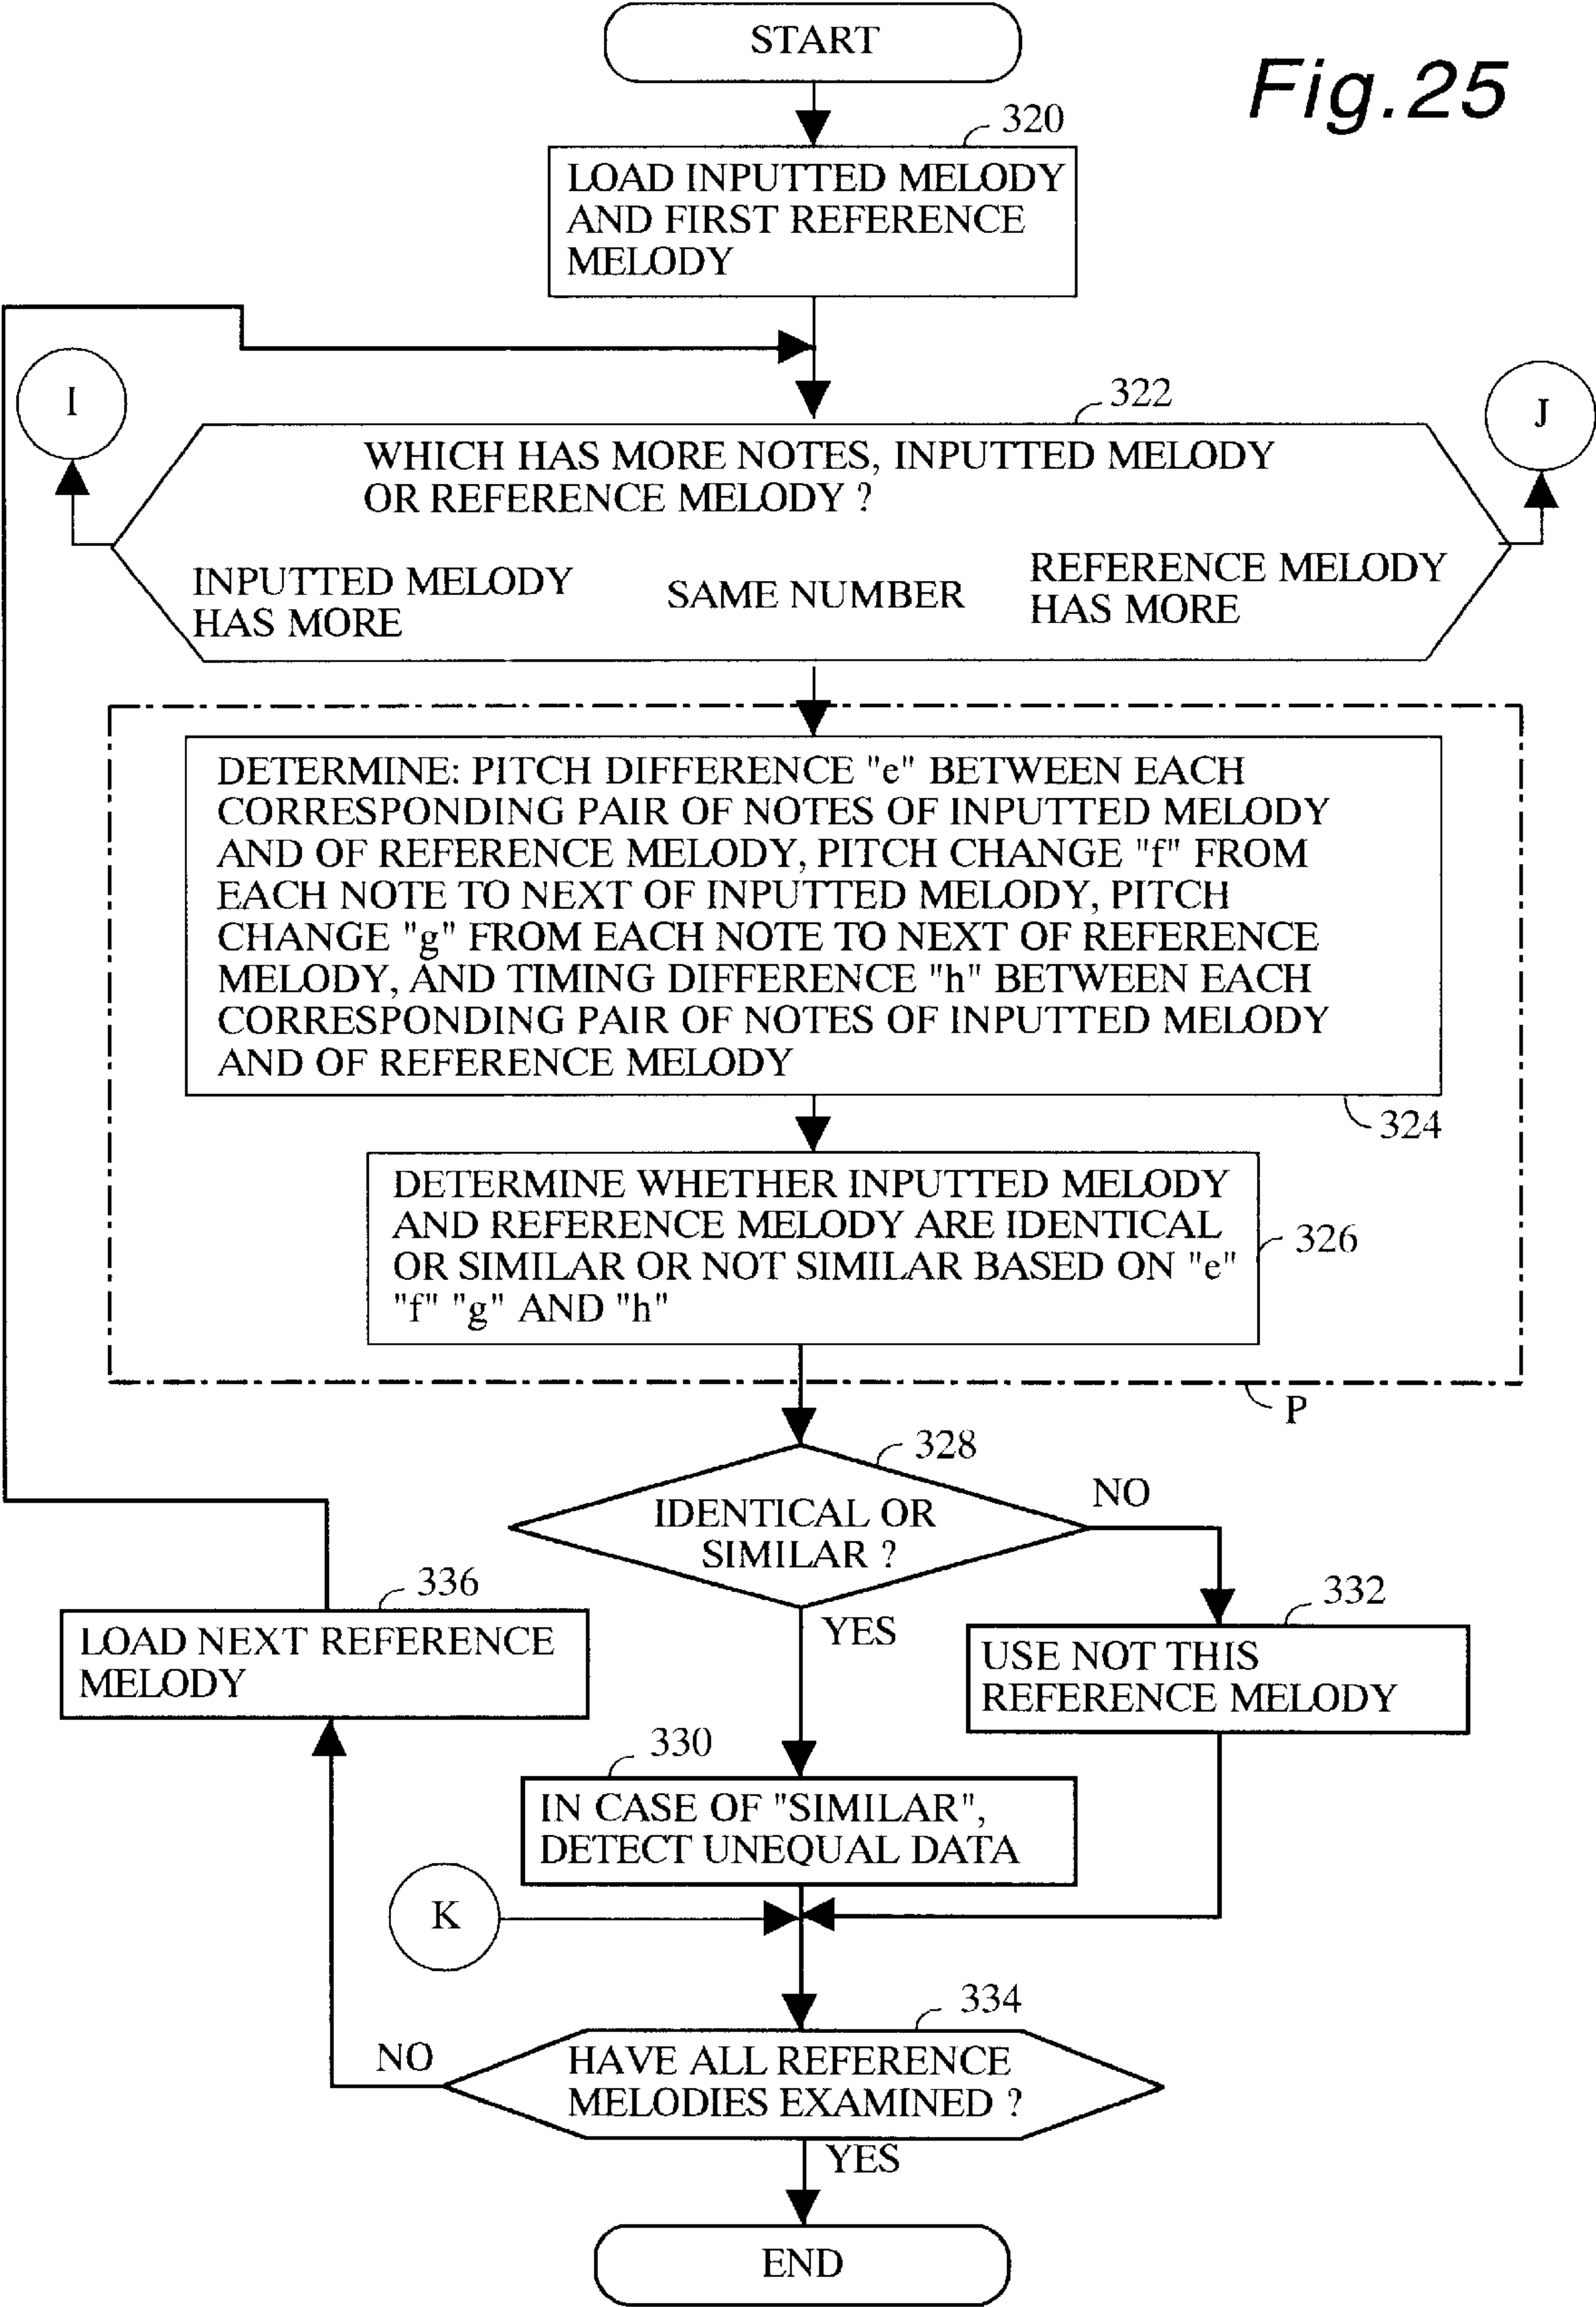 START
Fig.25
320
LOAD INPUTTED MELODY
AND FIRST REFERENCE
MELODY
I
322
J
WHICH HAS MORE NOTES, INPUTTED MELODY
OR REFERENCE MELODY ?
INPUTTED MELODY
HAS MORE
SAME NUMBER
REFERENCE MELODY
HAS MORE
DETERMINE: PITCH DIFFERENCE "e" BETWEEN EACH
CORRESPONDING PAIR OF NOTES OF INPUTTED MELODY
AND OF REFERENCE MELODY, PITCH CHANGE "f" FROM
EACH NOTE TO NEXT OF INPUTTED MELODY, PITCH
CHANGE "g" FROM EACH NOTE TO NEXT OF REFERENCE
MELODY, AND TIMING DIFFERENCE "h" BETWEEN EACH
CORRESPONDING PAIR OF NOTES OF INPUTTED MELODY
AND OF REFERENCE MELODY
324
DETERMINE WHETHER INPUTTED MELODY
AND REFERENCE MELODY ARE IDENTICAL
OR SIMILAR OR NOT SIMILAR BASED ON "e"
"f" "g" AND "h"
326
P
328
IDENTICAL OR
SIMILAR ?
NO
YES
336
LOAD NEXT REFERENCE
MELODY
332
USE NOT THIS
REFERENCE MELODY
330
IN CASE OF "SIMILAR",
DETECT UNEQUAL DATA
K
334
NO
HAVE ALL REFERENCE
MELODIES EXAMINED ?
YES
END